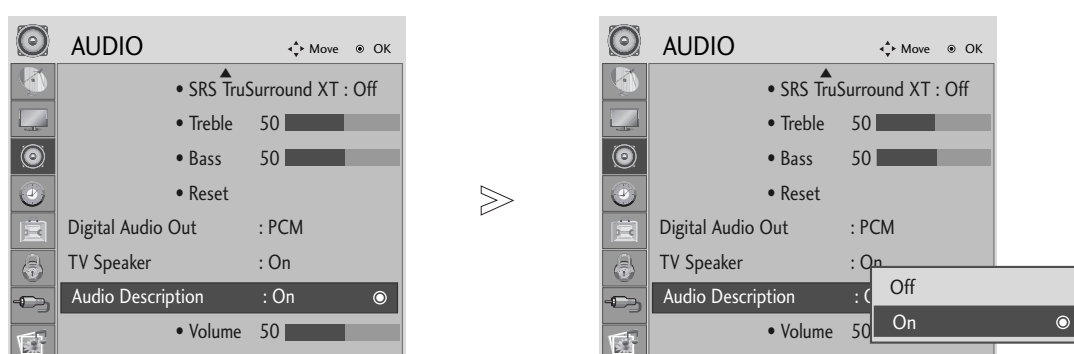 AUDIO Move OK
• SRS TruSurround XT : Off
• Treble 50
• Bass 50
• Reset
Digital Audio Out : PCM
TV Speaker : On
Audio Description : On
• Volume 50
AUDIO Move OK
• SRS TruSurround XT : Off
• Treble 50
• Bass 50
• Reset
Digital Audio Out : PCM
TV Speaker : On
Audio Description :
• Volume 50
Off
On